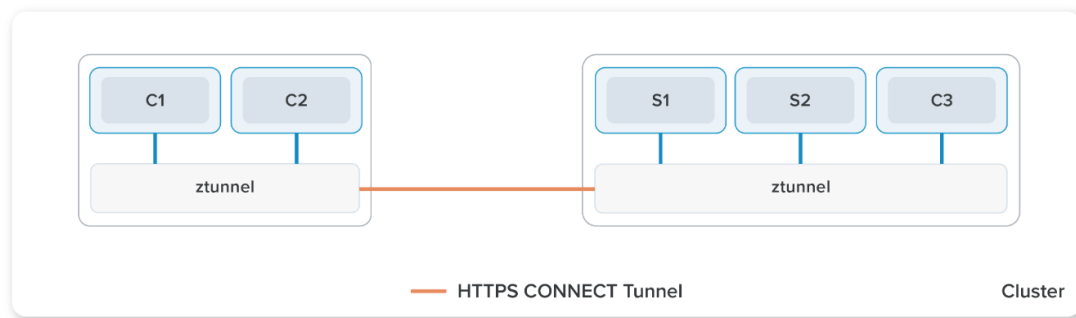 C1 C2 S1 S2 C3
ztunnel ztunnel
HTTPS CONNECT Tunnel Cluster